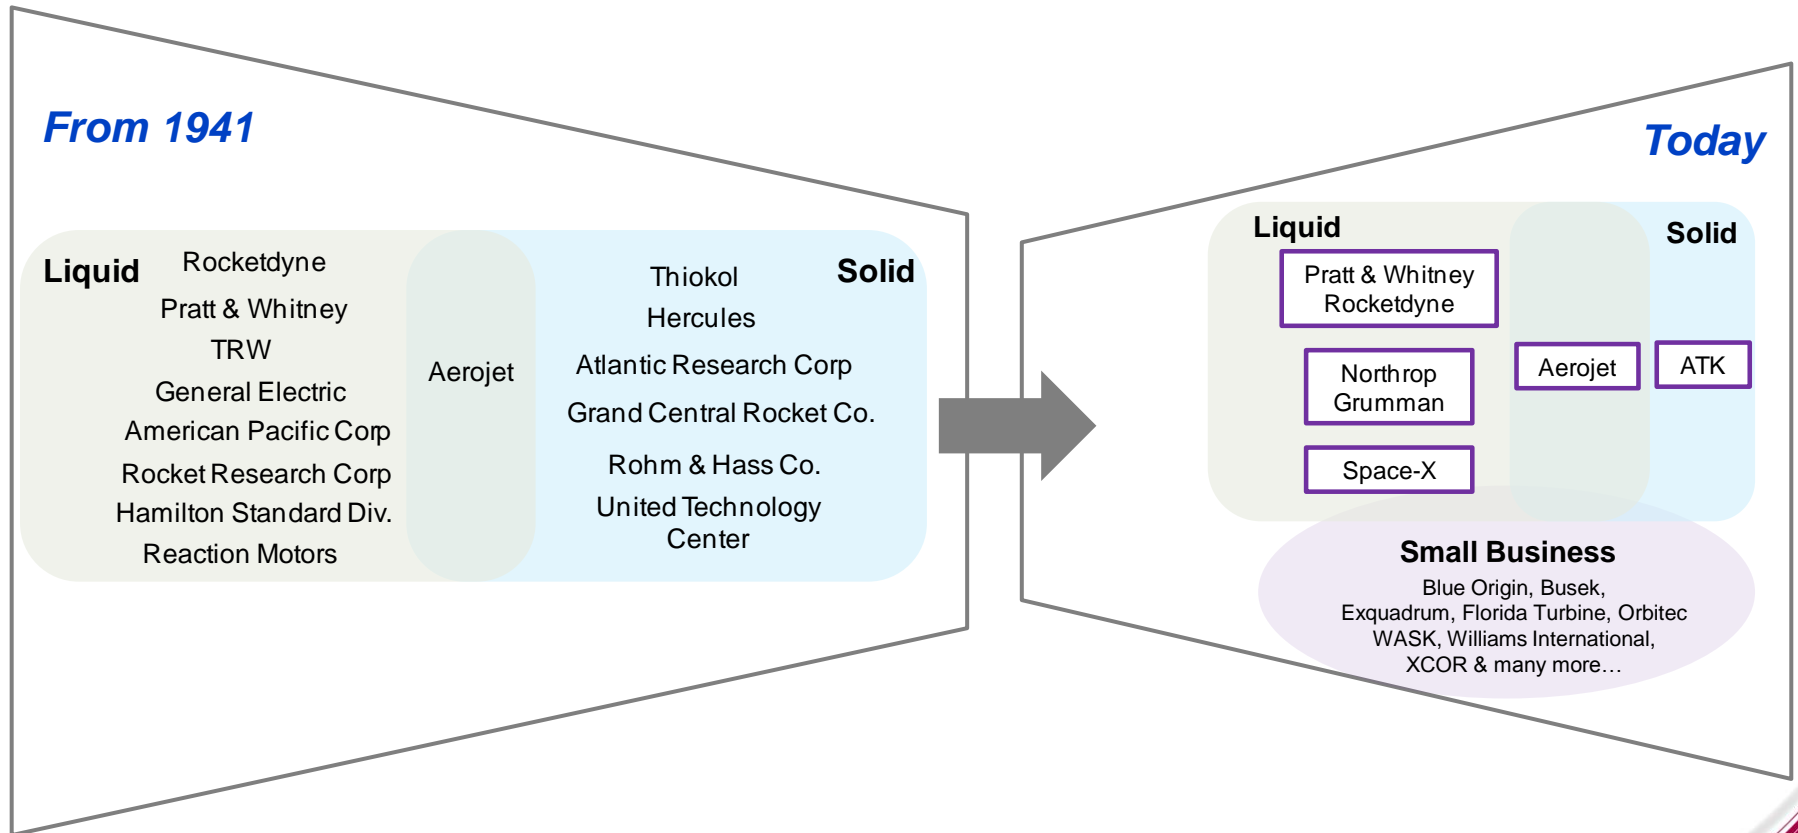 From 1941
Liquid
Rocketdyne
Pratt & Whitney
TRW
General Electric
American Pacific Corp
Rocket Research Corp
Hamilton Standard Div.
Reaction Motors
Aerojet
Solid
Thiokol
Hercules
Atlantic Research Corp
Grand Central Rocket Co.
Rohm & Hass Co.
United Technology
Center
Today
Liquid
Solid
Pratt & Whitney
Rocketdyne
Northrop
Grumman
Space-X
Aerojet
ATK
Small Business
Blue Origin, Busek,
Exquadrum, Florida Turbine, Orbitec
WASK, Williams International,
XCOR & many more…